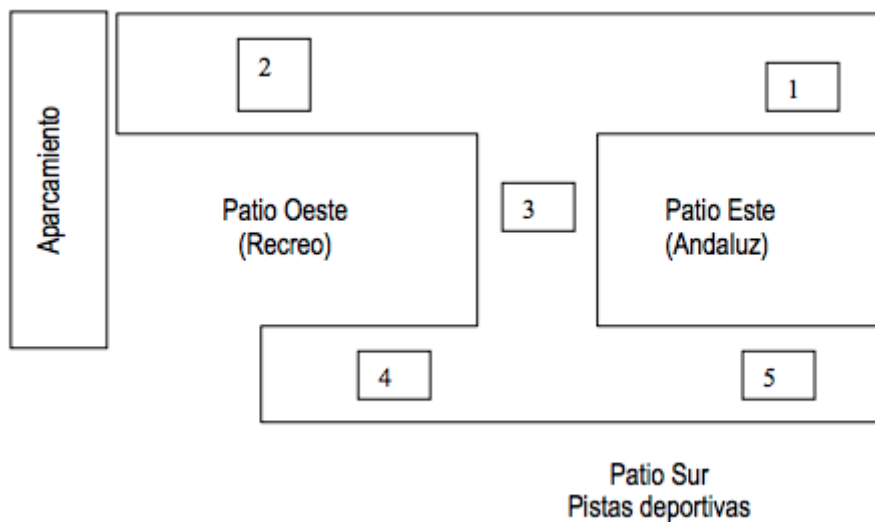 Aparcamiento
2
1
3
Patio Oeste
(Recreo)
Patio Este
(Andaluz)
4
5
Patio Sur
Pistas deportivas